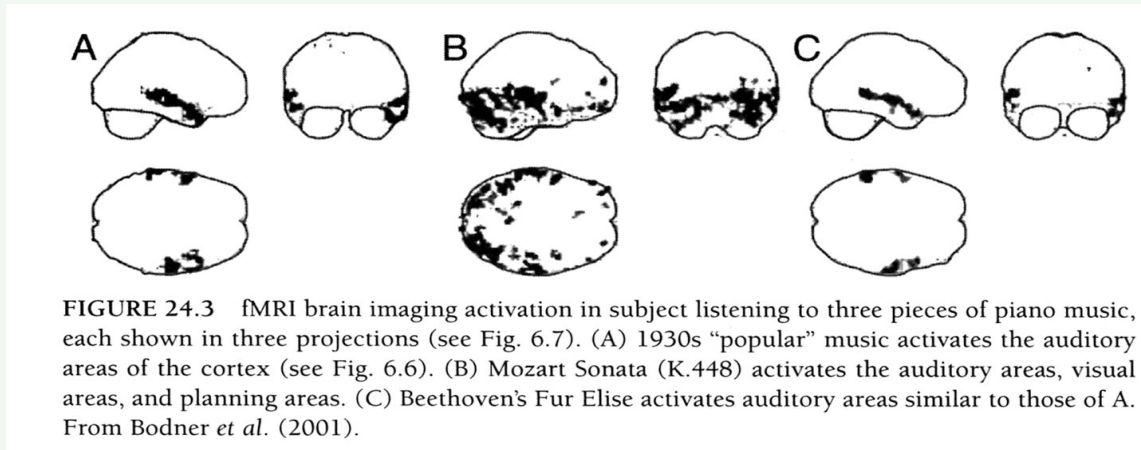 A B C
FIGURE 24.3 fMRI brain imaging activation in subject listening to three pieces of piano music,
each shown in three projections (see Fig. 6.7). (A) 1930s “popular” music activates the auditory
areas of the cortex (see Fig. 6.6). (B) Mozart Sonata (K.448) activates the auditory areas, visual
areas, and planning areas. (C) Beethoven’s Fur Elise activates auditory areas similar to those of A.
From Bodner et al. (2001).